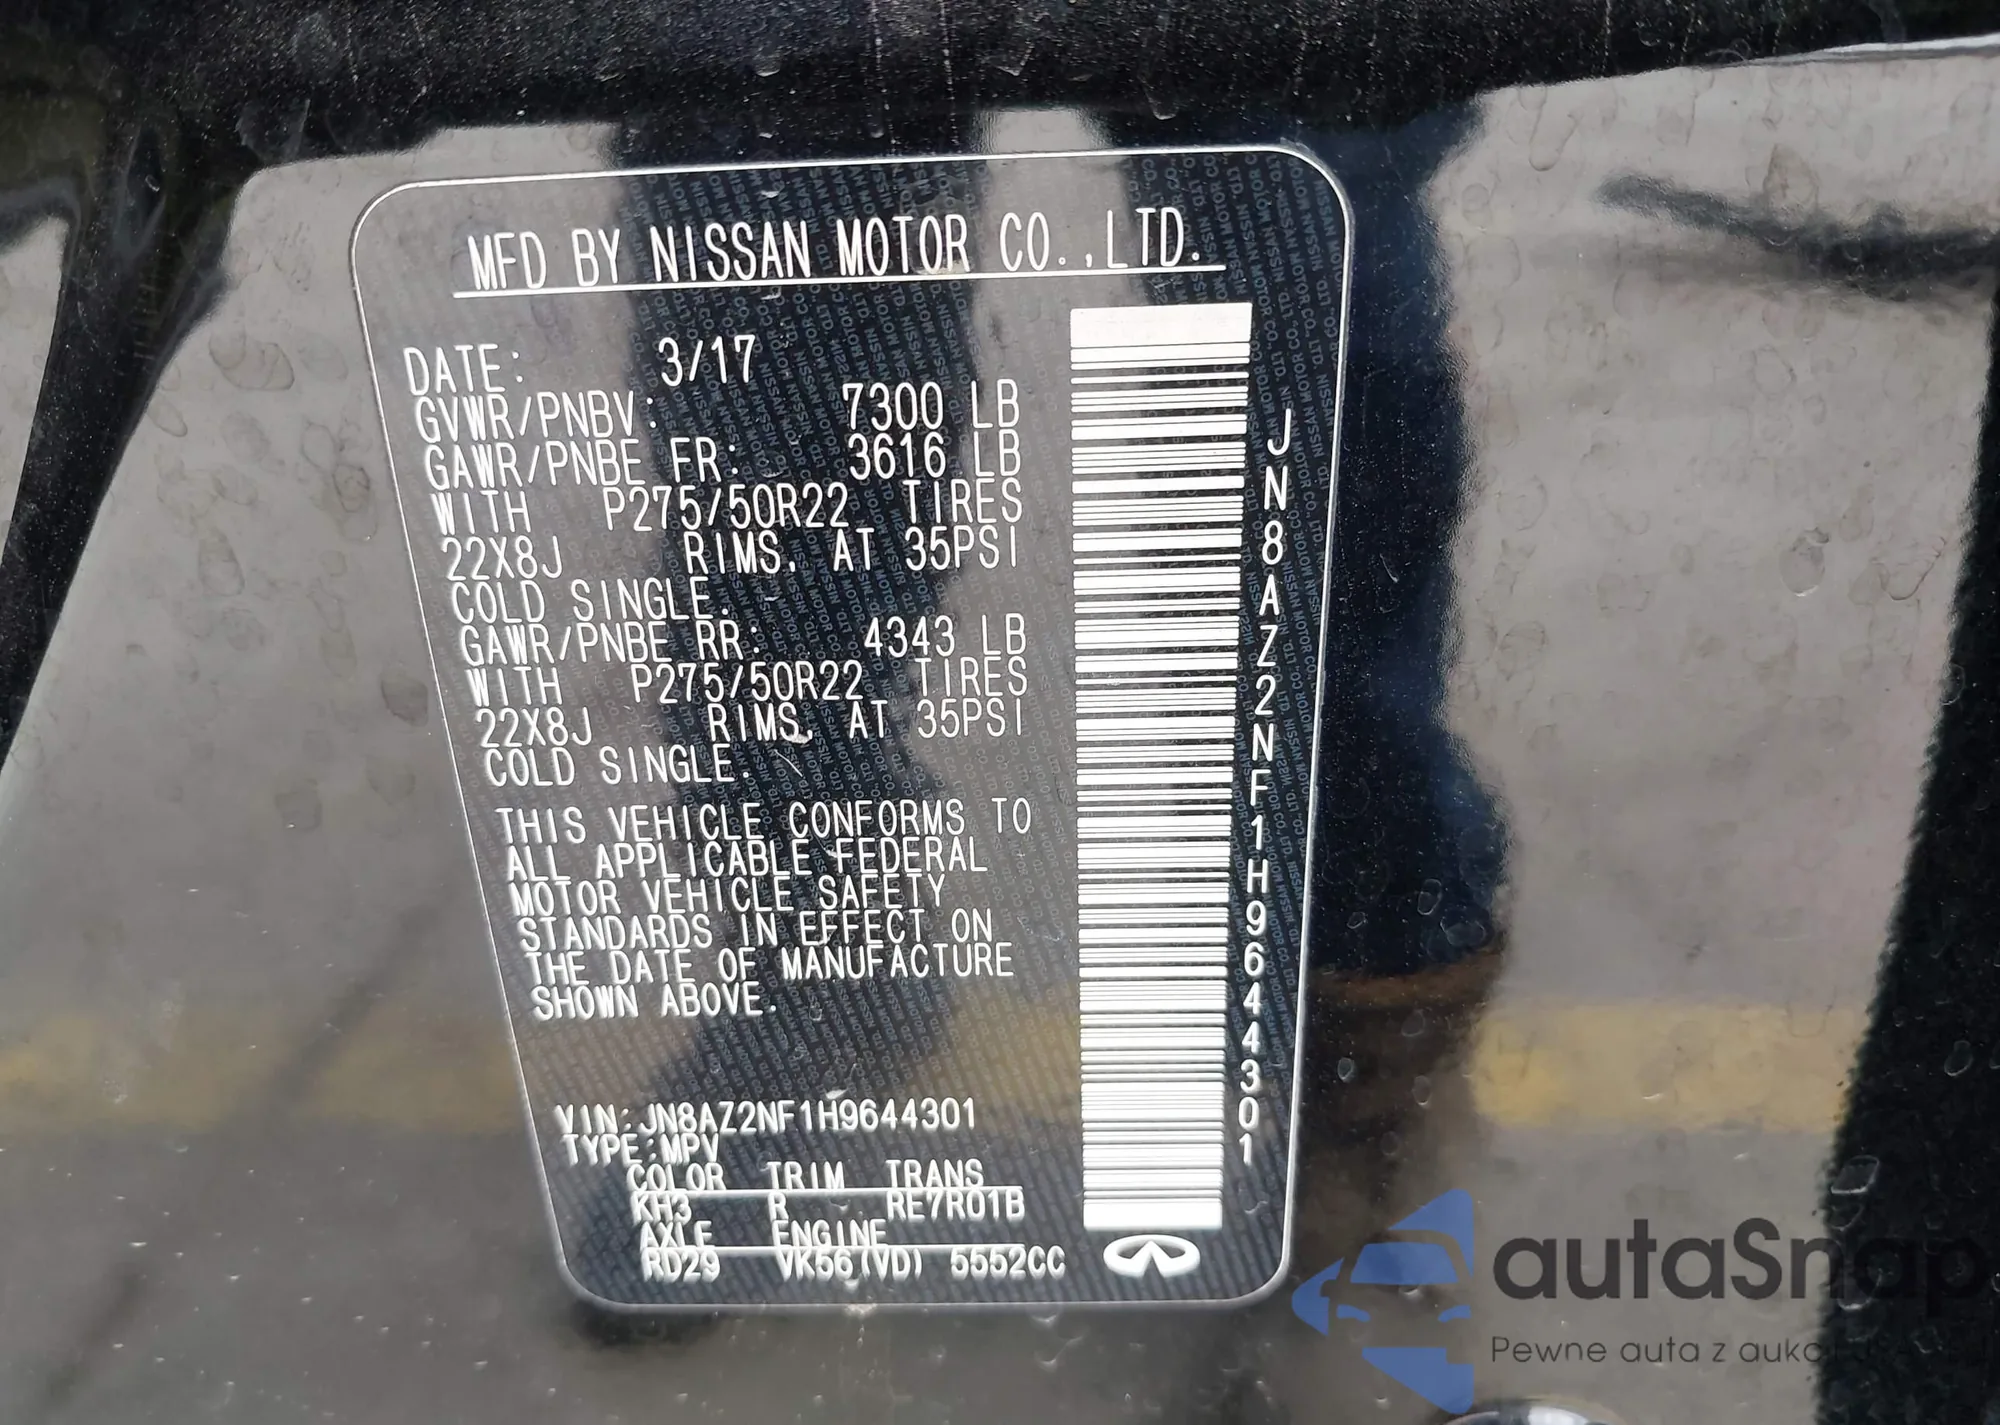 MFD BY NISSAN MOTOR CO.,LTD.
DATE: 3/17
GVWR/PNBV: 7300 LB
GAWR/PNBE FR: 3616 LB
WITH P275/50R22 TIRES
22X8J RIMS, AT 35PSI
COLD SINGLE.
GAWR/PNBE RR: 4343 LB
WITH P275/50R22 TIRES
22X8J RIMS, AT 35PSI
COLD SINGLE.
THIS VEHICLE CONFORMS TO
ALL APPLICABLE FEDERAL
MOTOR VEHICLE SAFETY
STANDARDS IN EFFECT ON
THE DATE OF MANUFACTURE
SHOWN ABOVE.
VIN:JN8AZ2NF1H9644301
TYPE:MPV
COLOR TRIM TRANS
KH3 R RE7R01B
AXLE ENGINE
RD29 VK56(VD) 5552CC
JN8AZ2NF1H9644301
autaSnap
Pewne auta z